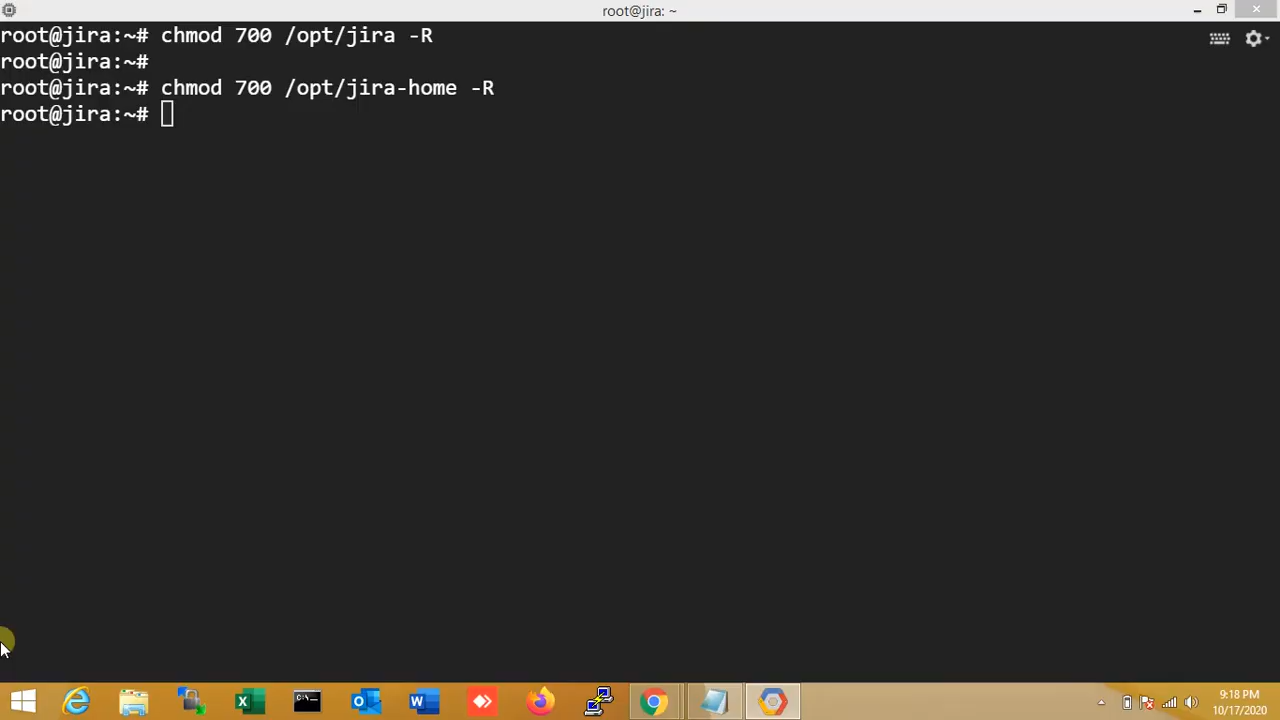 root@jira: ~
root@jira:~# chmod 700 /opt/jira -R
root@jira:~#
root@jira:~# chmod 700 /opt/jira-home -R
root@jira:~#
9:18 PM
10/17/2020